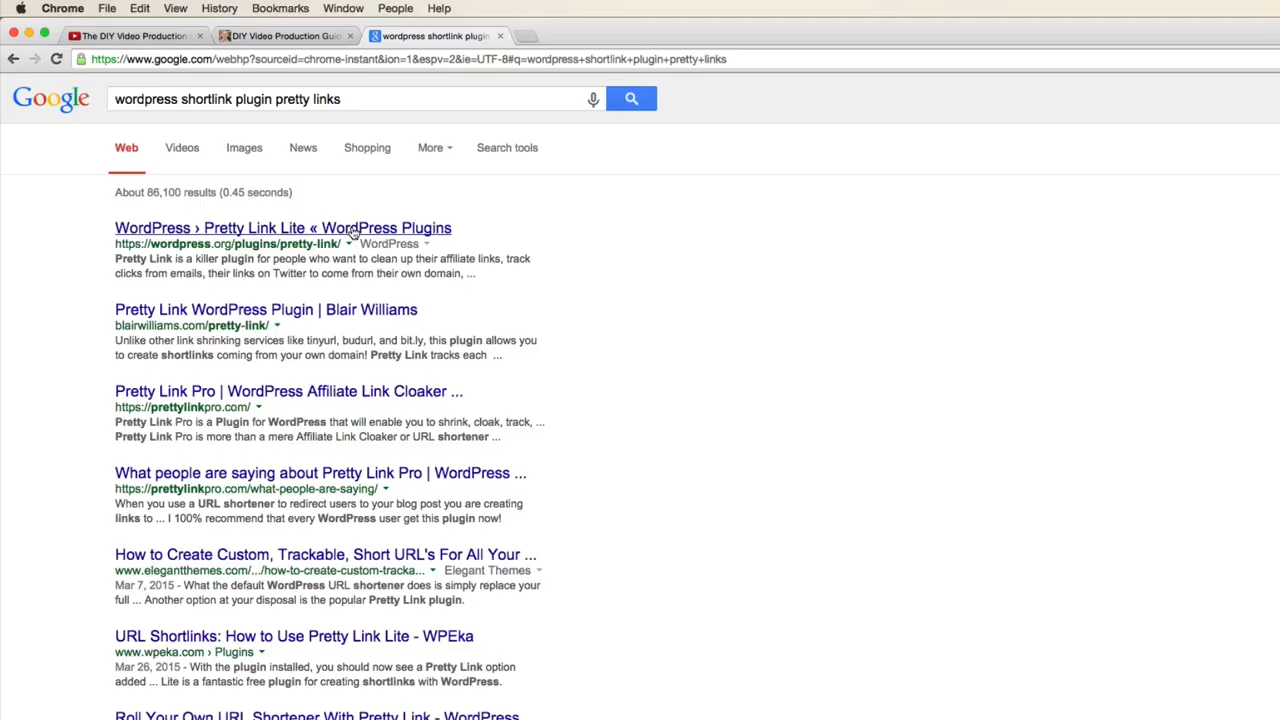 Chrome File Edit View History Bookmarks Window People Help
The DIY Video Production × DIY Video Production Guid × wordpress shortlink plugin ×
https://www.google.com/webhp?sourceid=chrome-instant&ion=1&espv=2&ie=UTF-8#q=wordpress+shortlink+plugin+pretty+links
Google wordpress shortlink plugin pretty links
Web Videos Images News Shopping More Search tools
About 86,100 results (0.45 seconds)
WordPress › Pretty Link Lite « WordPress Plugins
https://wordpress.org/plugins/pretty-link/ WordPress
Pretty Link is a killer plugin for people who want to clean up their affiliate links, track
clicks from emails, their links on Twitter to come from their own domain, ...
Pretty Link WordPress Plugin | Blair Williams
blairwilliams.com/pretty-link/
Unlike other link shrinking services like tinyurl, budurl, and bit.ly, this plugin allows you
to create shortlinks coming from your own domain! Pretty Link tracks each ...
Pretty Link Pro | WordPress Affiliate Link Cloaker ...
https://prettylinkpro.com/
Pretty Link Pro is a Plugin for WordPress that will enable you to shrink, cloak, track, ...
Pretty Link Pro is more than a mere Affiliate Link Cloaker or URL shortener ...
What people are saying about Pretty Link Pro | WordPress ...
https://prettylinkpro.com/what-people-are-saying/
When you use a URL shortener to redirect users to your blog post you are creating
links to ... I 100% recommend that every WordPress user get this plugin now!
How to Create Custom, Trackable, Short URL's For All Your ...
www.elegantthemes.com/.../how-to-create-custom-tracka... Elegant Themes
Mar 7, 2015 - What the default WordPress URL shortener does is simply replace your
full ... Another option at your disposal is the popular Pretty Link plugin.
URL Shortlinks: How to Use Pretty Link Lite - WPEka
www.wpeka.com › Plugins
Mar 26, 2015 - With the plugin installed, you should now see a Pretty Link option
added ... Lite is a fantastic free plugin for creating shortlinks with WordPress.
Roll Your Own URL Shortener With Pretty Link - WordPress